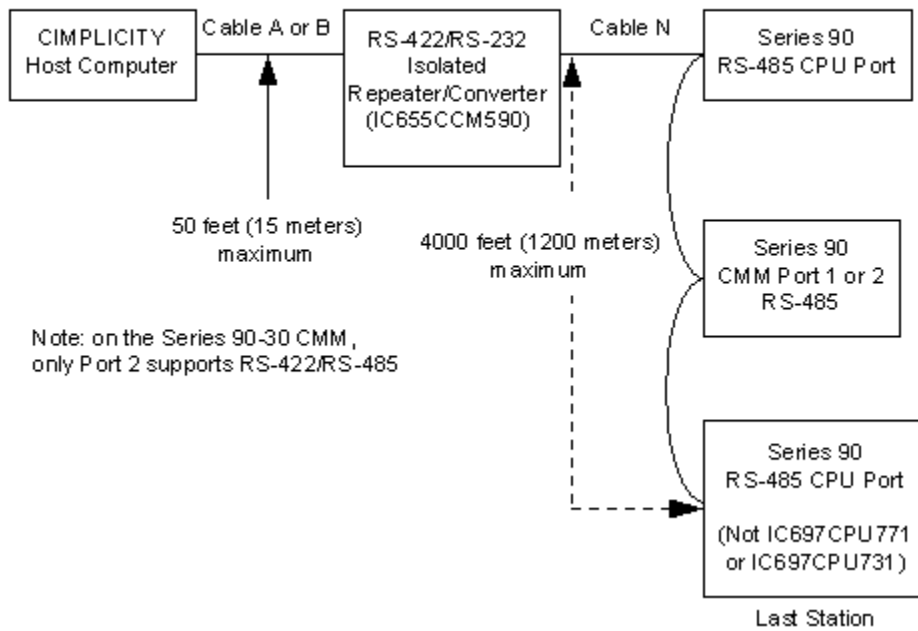 CIMPLICITY
Host Computer
Cable A or B
RS-422/RS-232
Isolated
Repeater/Converter
(IC655CCM590)
Cable N
Series 90
RS-485 CPU Port
50 feet (15 meters)
maximum
4000 feet (1200 meters)
maximum
Series 90
CMM Port 1 or 2
RS-485
Note: on the Series 90-30 CMM,
only Port 2 supports RS-422/RS-485
Series 90
RS-485 CPU Port
(Not IC697CPU771
or IC697CPU731)
Last Station